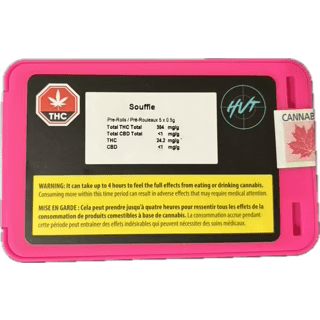 Souffle
Pre-Rolls / Pré-Rouleaux 5 x 0.5g
Total THC Total 394 mg/g
Total CBD Total <1 mg/g
THC 24.2 mg/g
CBD <1 mg/g
THC
HVT
CANNAB
WARNING: It can take up to 4 hours to feel the full effects from eating or drinking cannabis.
Consuming more within this time period can result in adverse effects that may require medical attention.
MISE EN GARDE : Cela peut prendre jusqu'à quatre heures pour ressentir tous les effets de la
consommation de produits comestibles à base de cannabis. La consommation accrue pendant
cette période peut entraîner des effets indésirables qui peuvent nécessiter des soins médicaux.